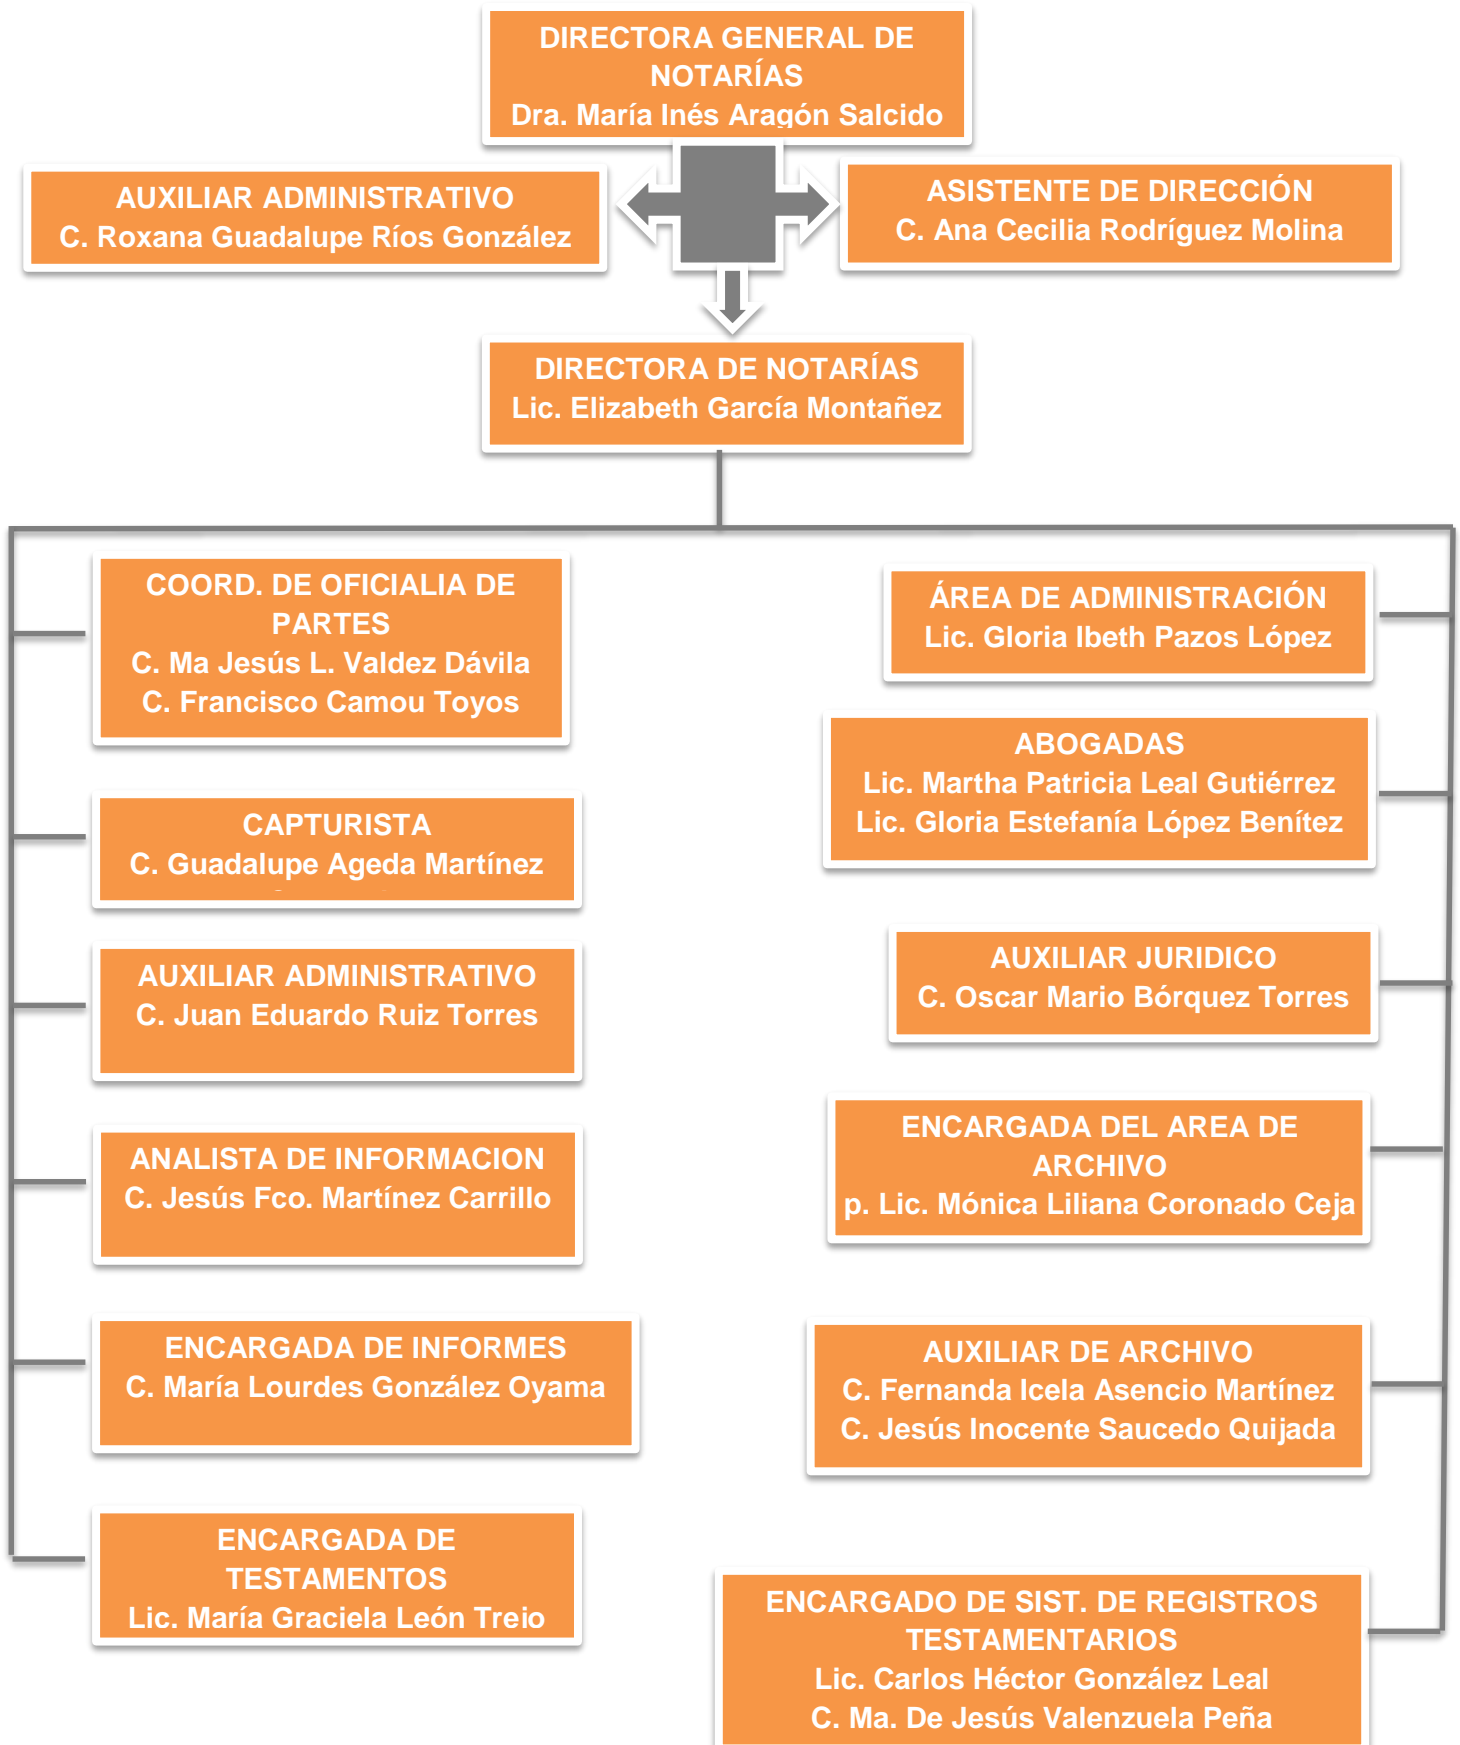 DIRECTORA GENERAL DE
NOTARÍAS
Dra. María Inés Aragón Salcido
AUXILIAR ADMINISTRATIVO
C. Roxana Guadalupe Ríos González
ASISTENTE DE DIRECCIÓN
C. Ana Cecilia Rodríguez Molina
DIRECTORA DE NOTARÍAS
Lic. Elizabeth García Montañez
COORD. DE OFICIALIA DE
PARTES
C. Ma Jesús L. Valdez Dávila
C. Francisco Camou Toyos
CAPTURISTA
C. Guadalupe Ageda Martínez
AUXILIAR ADMINISTRATIVO
C. Juan Eduardo Ruiz Torres
ANALISTA DE INFORMACION
C. Jesús Fco. Martínez Carrillo
ENCARGADA DE INFORMES
C. María Lourdes González Oyama
ENCARGADA DE
TESTAMENTOS
Lic. María Graciela León Trejo
ÁREA DE ADMINISTRACIÓN
Lic. Gloria Ibeth Pazos López
ABOGADAS
Lic. Martha Patricia Leal Gutiérrez
Lic. Gloria Estefanía López Benítez
AUXILIAR JURIDICO
C. Oscar Mario Bórquez Torres
ENCARGADA DEL AREA DE
ARCHIVO
p. Lic. Mónica Liliana Coronado Ceja
AUXILIAR DE ARCHIVO
C. Fernanda Icela Asencio Martínez
C. Jesús Inocente Saucedo Quijada
ENCARGADO DE SIST. DE REGISTROS
TESTAMENTARIOS
Lic. Carlos Héctor González Leal
C. Ma. De Jesús Valenzuela Peña